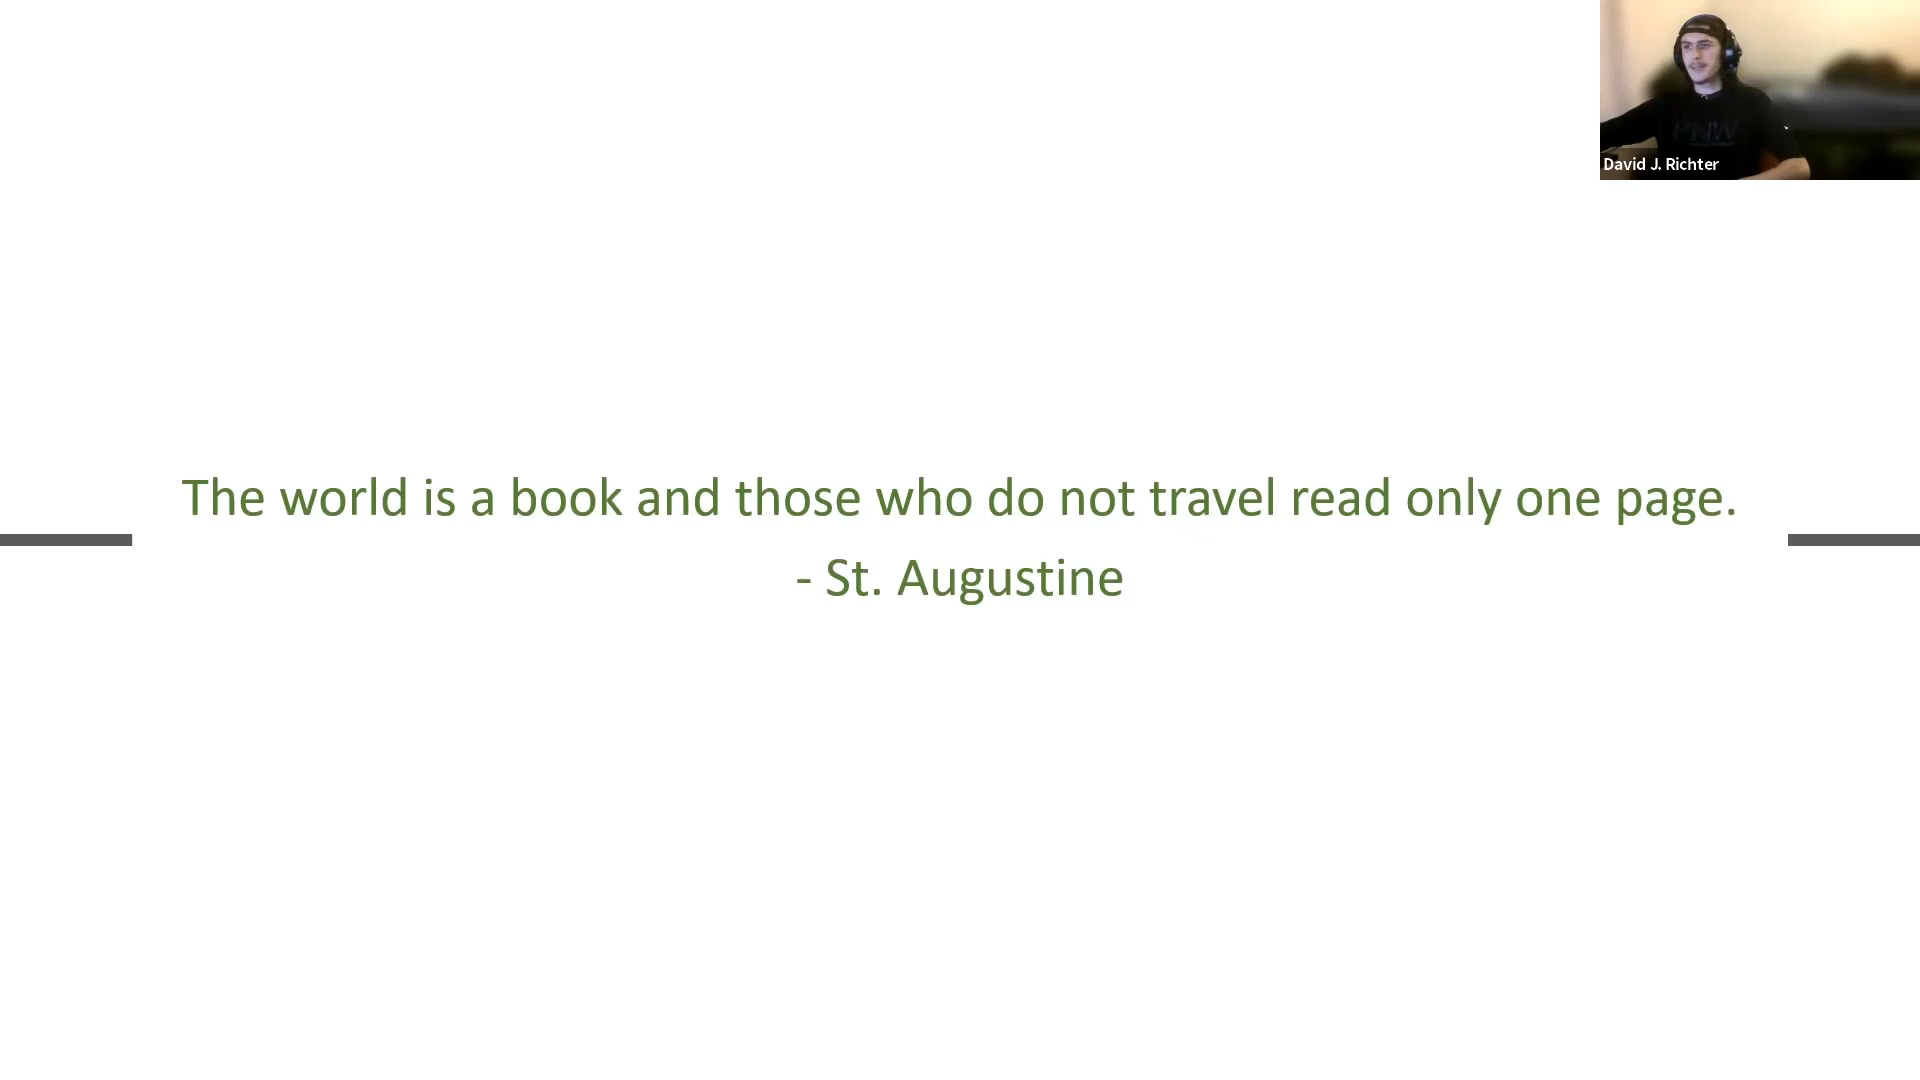 David J. Richter
The world is a book and those who do not travel read only one page.
- St. Augustine